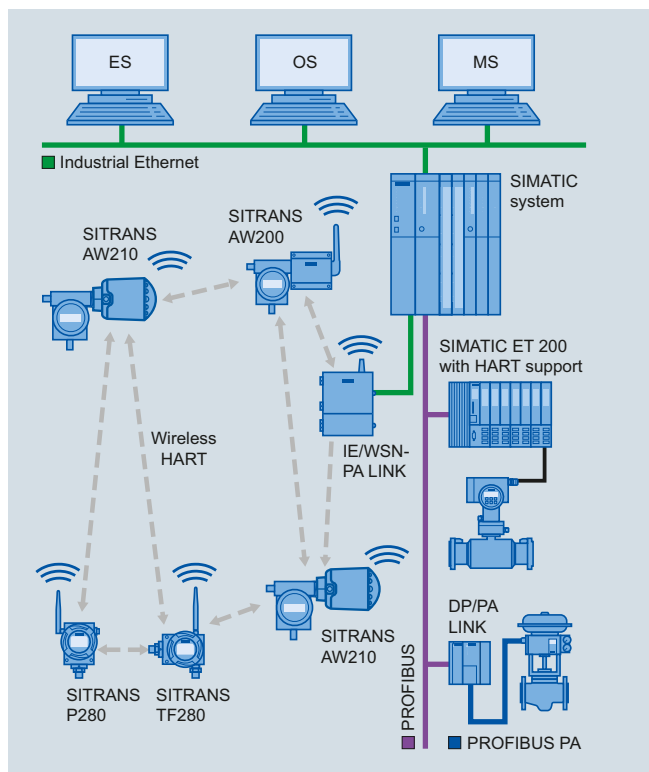 ES
OS
MS
Industrial Ethernet
SIMATIC
system
SITRANS
AW200
SITRANS
AW210
SIMATIC ET 200
with HART support
Wireless
HART
IE/WSN-
PA LINK
DP/PA
LINK
SITRANS
AW210
SITRANS
P280
SITRANS
TF280
PROFIBUS
PROFIBUS PA